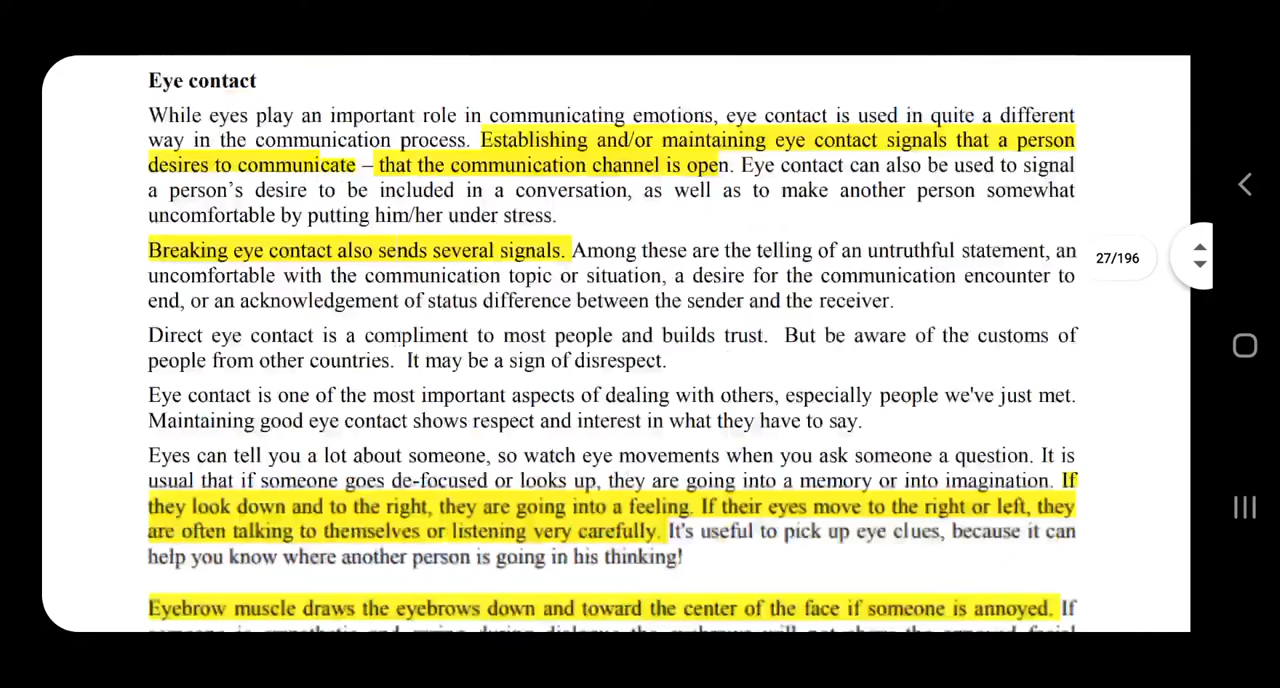 Eye contact
While eyes play an important role in communicating emotions, eye contact is used in quite a different
way in the communication process. Establishing and/or maintaining eye contact signals that a person
desires to communicate – that the communication channel is open. Eye contact can also be used to signal
a person's desire to be included in a conversation, as well as to make another person somewhat
uncomfortable by putting him/her under stress.
Breaking eye contact also sends several signals. Among these are the telling of an untruthful statement, an
uncomfortable with the communication topic or situation, a desire for the communication encounter to
end, or an acknowledgement of status difference between the sender and the receiver.
27/196
Direct eye contact is a compliment to most people and builds trust. But be aware of the customs of
people from other countries. It may be a sign of disrespect.
Eye contact is one of the most important aspects of dealing with others, especially people we've just met.
Maintaining good eye contact shows respect and interest in what they have to say.
Eyes can tell you a lot about someone, so watch eye movements when you ask someone a question. It is
usual that if someone goes de-focused or looks up, they are going into a memory or into imagination. If
they look down and to the right, they are going into a feeling. If their eyes move to the right or left, they
are often talking to themselves or listening very carefully. It's useful to pick up eye clues, because it can
help you know where another person is going in his thinking!
Eyebrow muscle draws the eyebrows down and toward the center of the face if someone is annoyed. If